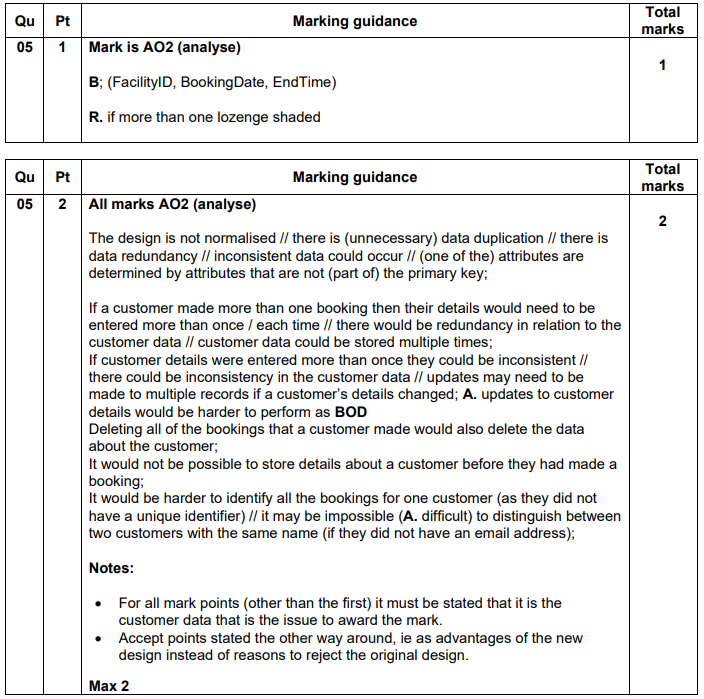 Qu Pt Marking guidance Total
marks
05 1 Mark is AO2 (analyse)
1
B; (FacilityID, BookingDate, EndTime)
R. if more than one lozenge shaded
Qu Pt Marking guidance Total
marks
05 2 All marks AO2 (analyse)
2
The design is not normalised // there is (unnecessary) data duplication // there is
data redundancy // inconsistent data could occur // (one of the) attributes are
determined by attributes that are not (part of) the primary key;
If a customer made more than one booking then their details would need to be
entered more than once / each time // there would be redundancy in relation to the
customer data // customer data could be stored multiple times;
If customer details were entered more than once they could be inconsistent //
there could be inconsistency in the customer data // updates may need to be
made to multiple records if a customer's details changed; A. updates to customer
details would be harder to perform as BOD
Deleting all of the bookings that a customer made would also delete the data
about the customer;
It would not be possible to store details about a customer before they had made a
booking;
It would be harder to identify all the bookings for one customer (as they did not
have a unique identifier) // it may be impossible (A. difficult) to distinguish between
two customers with the same name (if they did not have an email address);
Notes:
• For all mark points (other than the first) it must be stated that it is the
customer data that is the issue to award the mark.
• Accept points stated the other way around, ie as advantages of the new
design instead of reasons to reject the original design.
Max 2